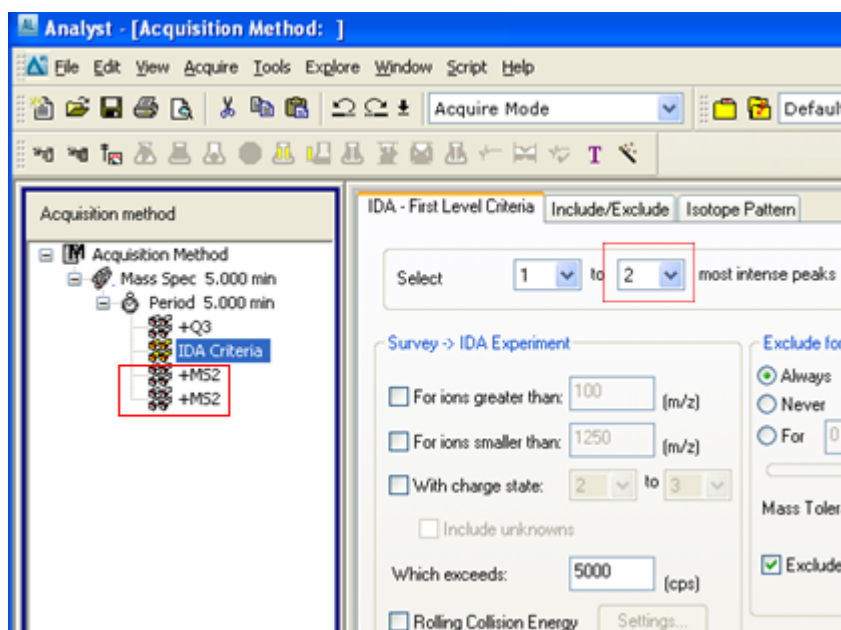 Analyst - [Acquisition Method: ]
File Edit View Acquire Tools Explore Window Script Help
Acquire Mode
Default
T
Acquisition method
Acquisition Method
Mass Spec 5.000 min
Period 5.000 min
+Q3
IDA Criteria
+MS2
+MS2
IDA - First Level Criteria Include/Exclude Isotope Pattern
Select 1 to 2 most intense peaks
Survey -> IDA Experiment
For ions greater than: 100 (m/z)
For ions smaller than: 1250 (m/z)
With charge state: 2 to 3
Include unknowns
Which exceeds: 5000 (cps)
Rolling Collision Energy Settings...
Exclude for
Always
Never
For 0
Mass Toler
Exclude